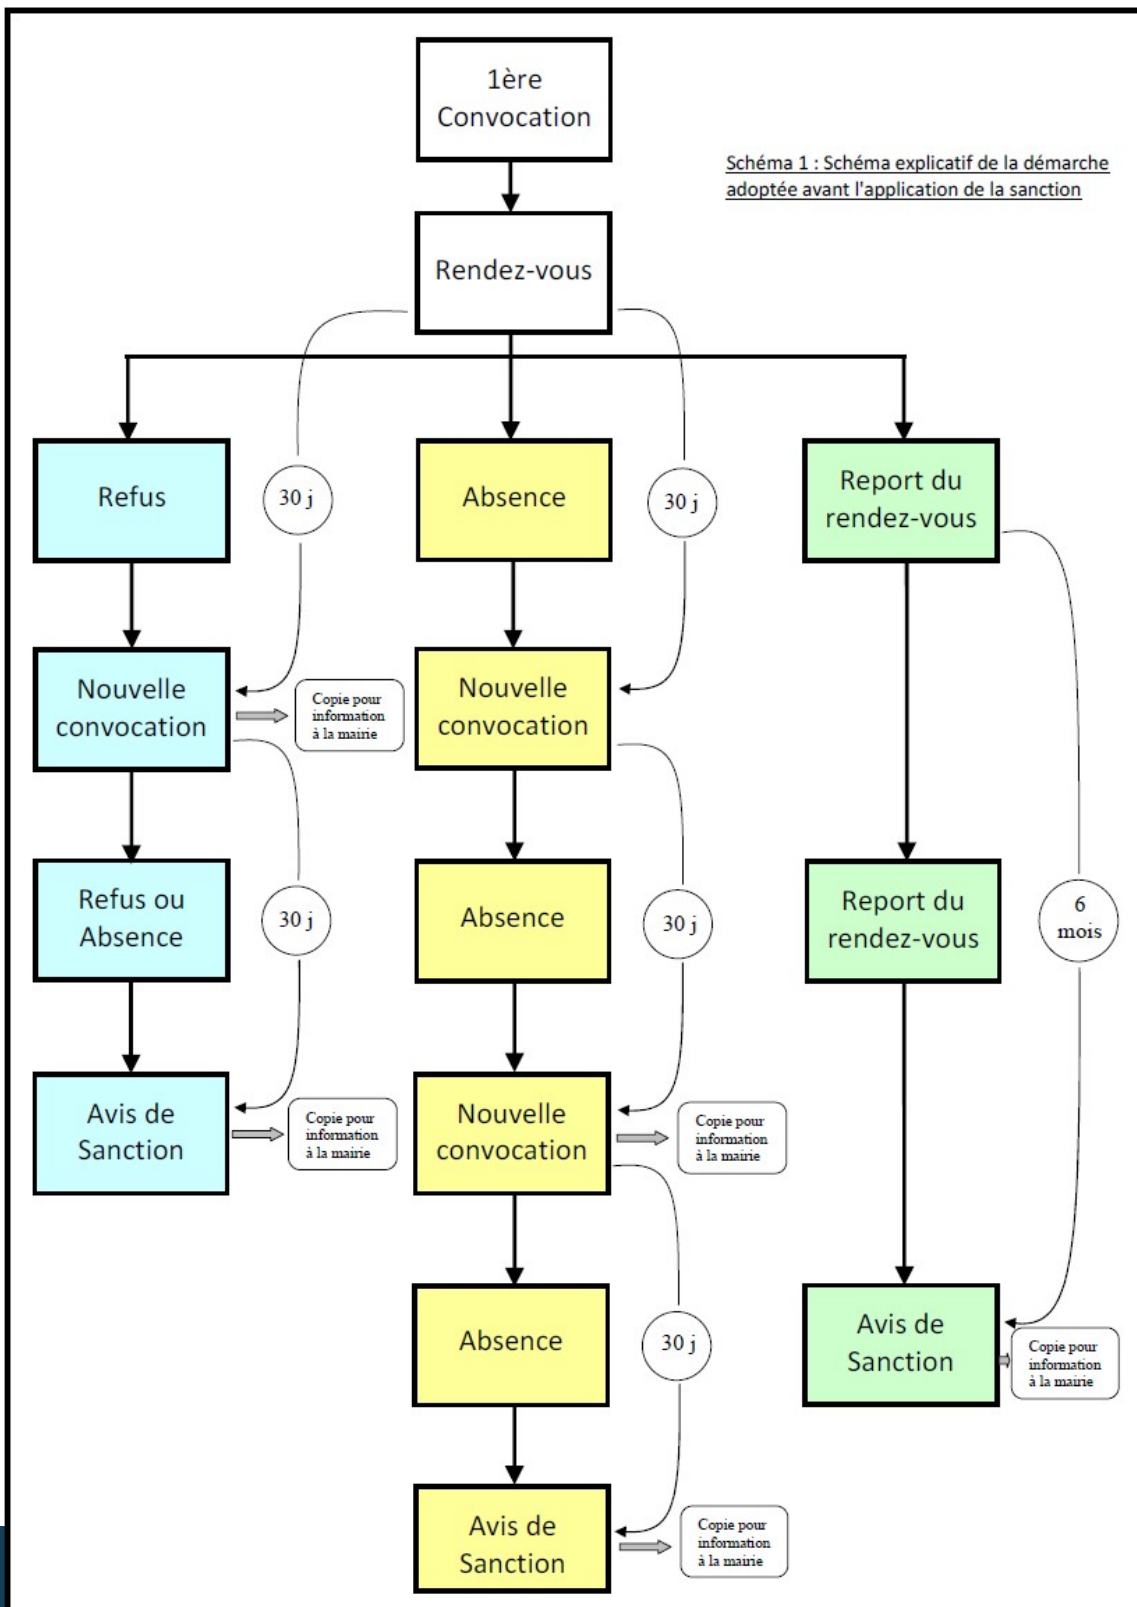 1ère
Convocation
Schéma 1 : Schéma explicatif de la démarche
adoptée avant l'application de la sanction
Rendez-vous
Refus
30 j
Absence
30 j
Report du
rendez-vous
Nouvelle
convocation
Copie pour
information
à la mairie
Nouvelle
convocation
Refus ou
Absence
30 j
Absence
30 j
Report du
rendez-vous
6
mois
Avis de
Sanction
Copie pour
information
à la mairie
Nouvelle
convocation
Copie pour
information
à la mairie
Absence
30 j
Avis de
Sanction
Copie pour
information
à la mairie
Avis de
Sanction
Copie pour
information
à la mairie